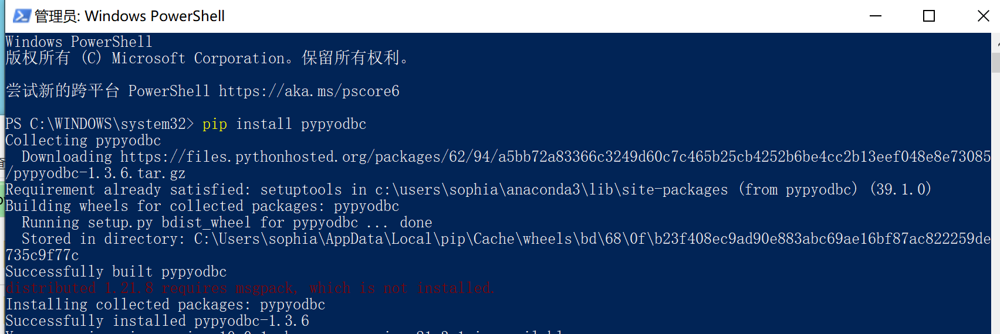 管理员: Windows PowerShell
Windows PowerShell
版权所有 (C) Microsoft Corporation。保留所有权利。
尝试新的跨平台 PowerShell https://aka.ms/pscore6
PS C:\WINDOWS\system32> pip install pypyodbc
Collecting pypyodbc
Downloading https://files.pythonhosted.org/packages/62/94/a5bb72a83366c3249d60c7c465b25cb4252b6be4cc2b13eef048e8e73085
/pypyodbc-1.3.6.tar.gz
Requirement already satisfied: setuptools in c:\users\sophia\anaconda3\lib\site-packages (from pypyodbc) (39.1.0)
Building wheels for collected packages: pypyodbc
Running setup.py bdist_wheel for pypyodbc ... done
Stored in directory: C:\Users\sophia\AppData\Local\pip\Cache\wheels\bd\68\0f\b23f408ec9ad90e883abc69ae16bf87ac822259de
735c9f77c
Successfully built pypyodbc
distributed 1.21.8 requires msgpack, which is not installed.
Installing collected packages: pypyodbc
Successfully installed pypyodbc-1.3.6